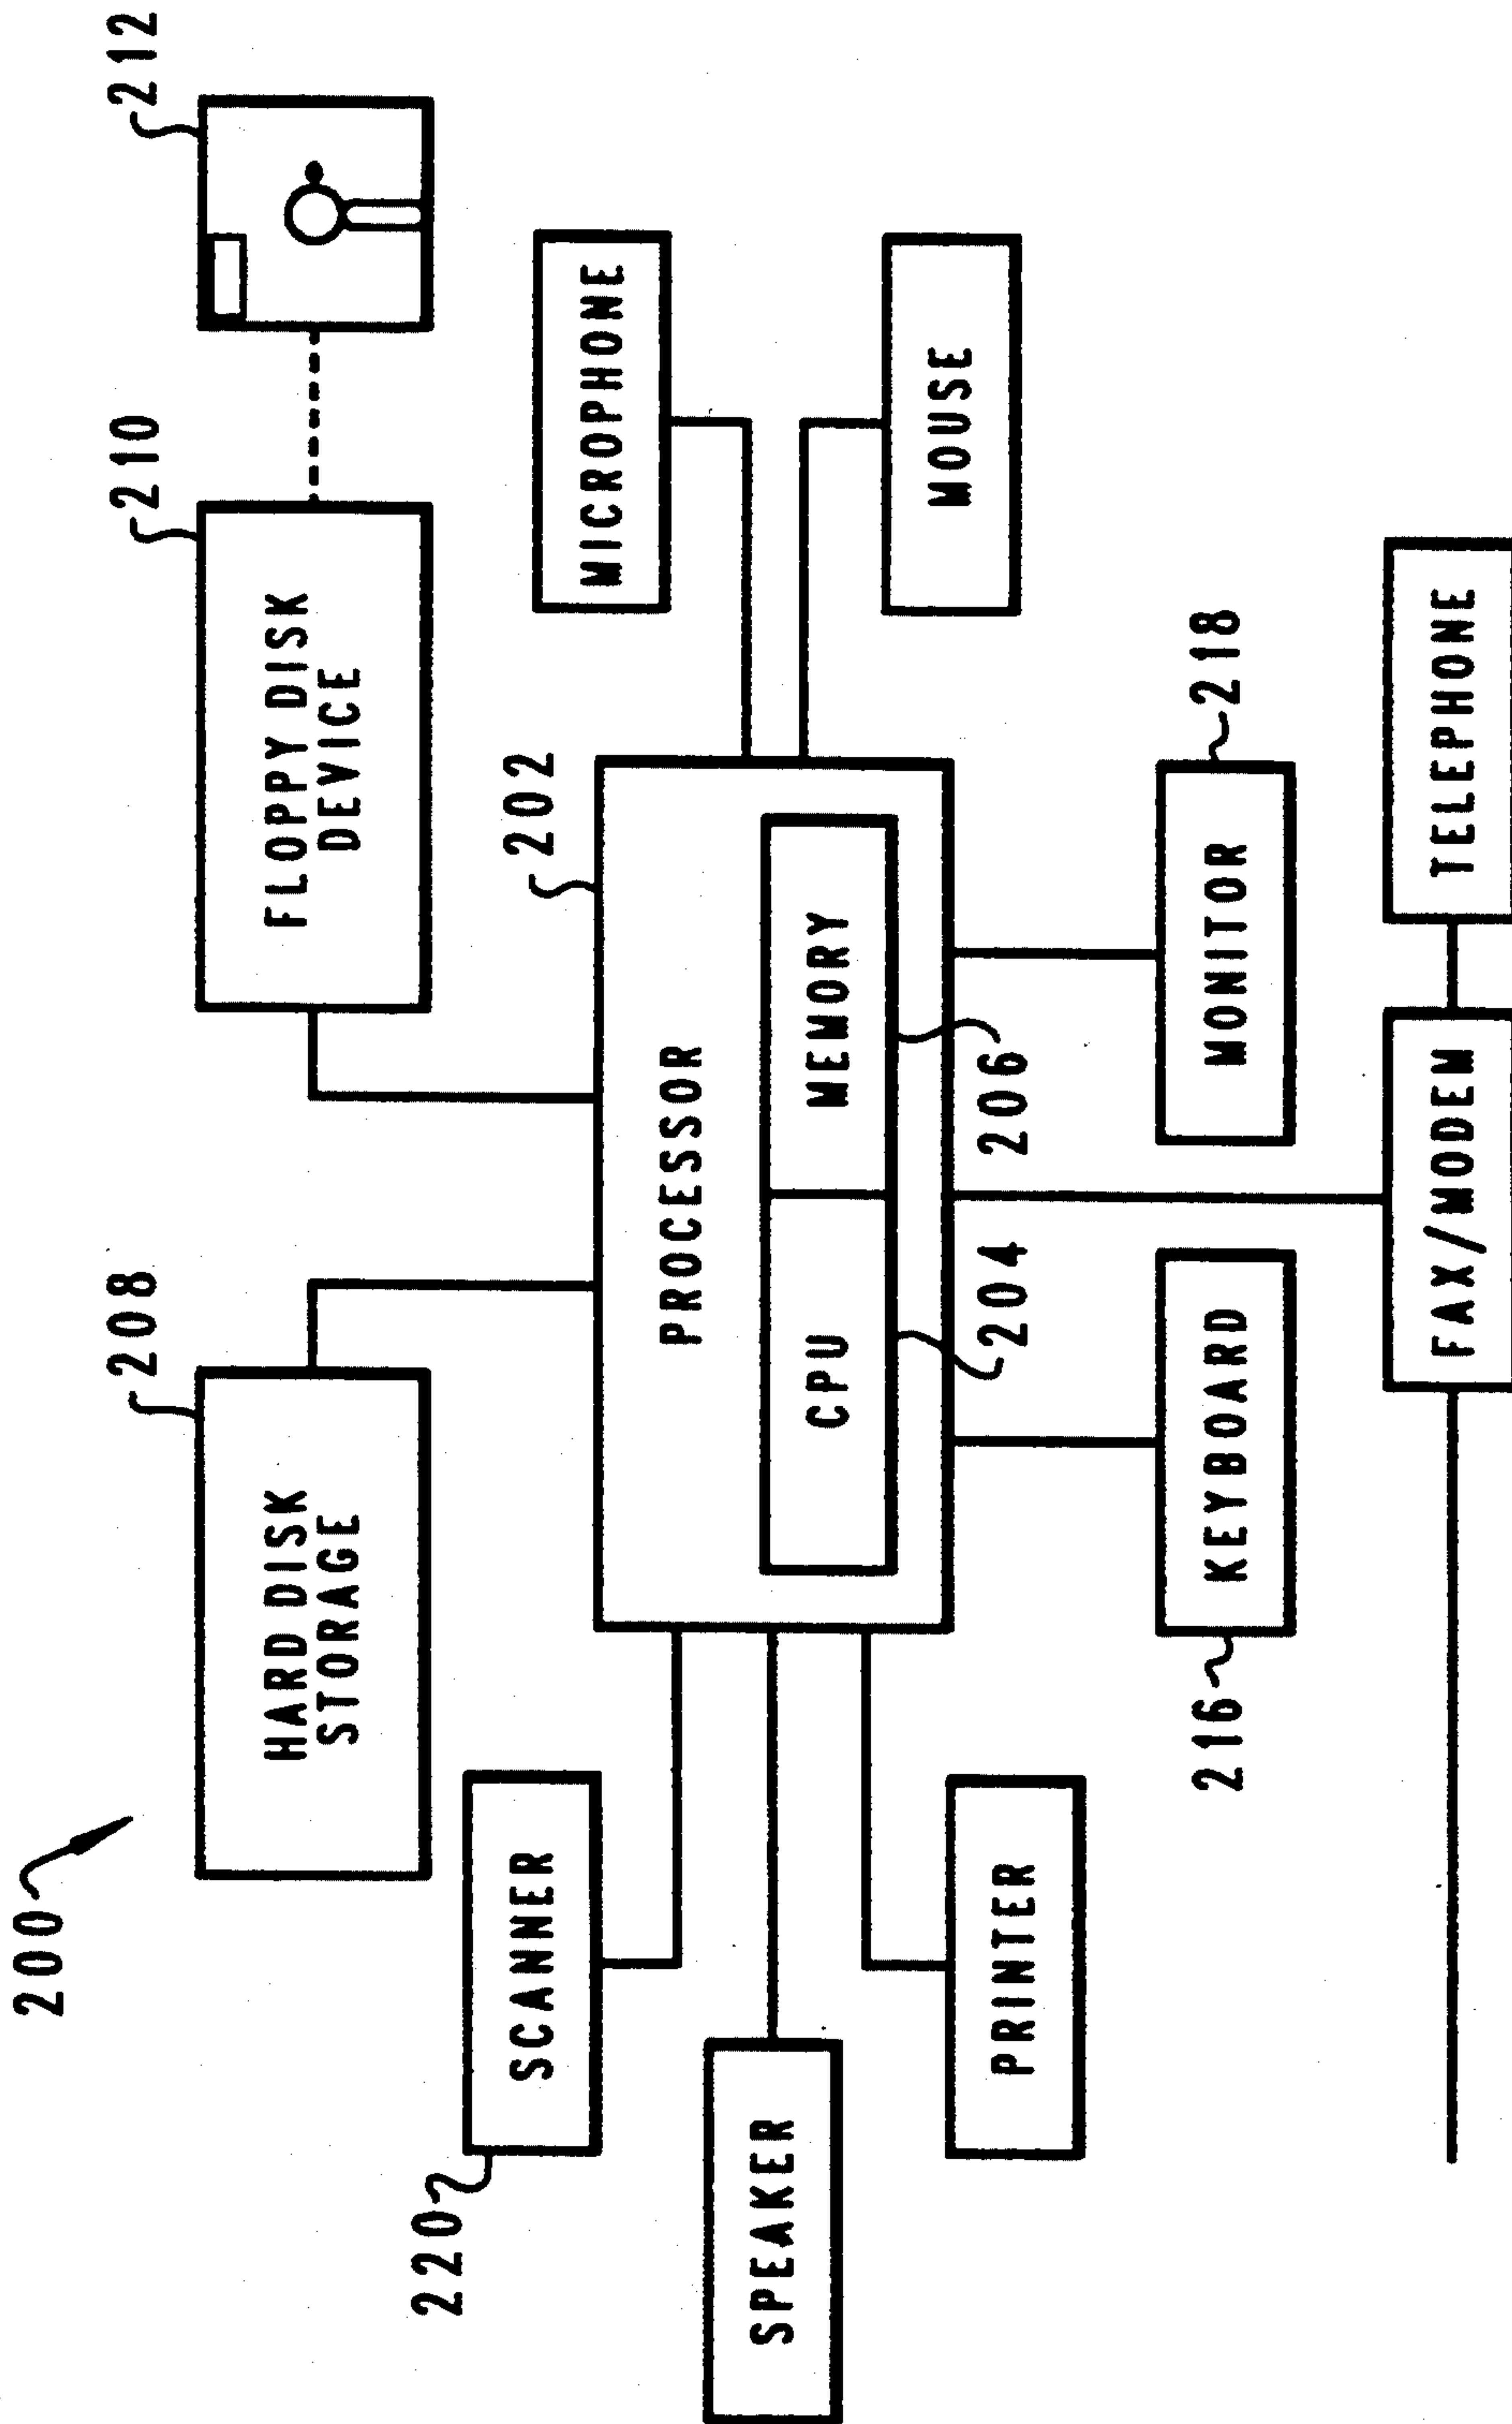 200
208
210
212
HARD DISK
STORAGE
FLOPPY DISK
DEVICE
220
SCANNER
202
MICROPHONE
PROCESSOR
SPEAKER
CPU
MEMORY
PRINTER
MOUSE
204
206
216
KEYBOARD
MONITOR
218
FAX/MODEM
TELEPHONE